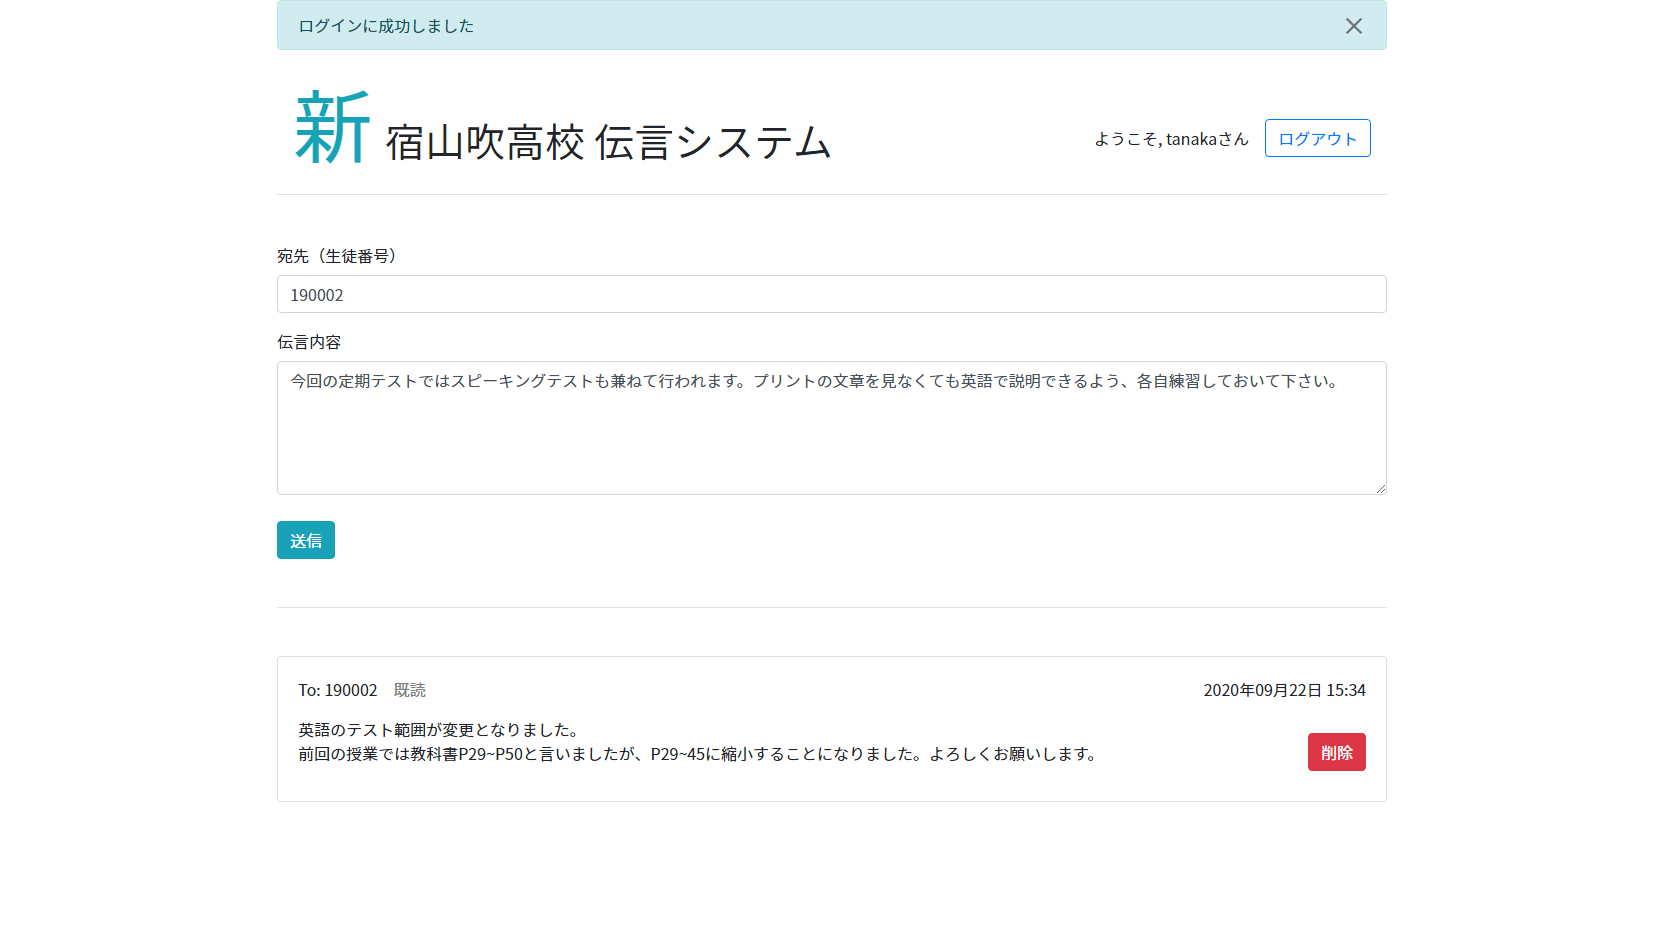 ログインに成功しました
新宿山吹高校 伝言システム
ようこそ, tanakaさん ログアウト
宛先（生徒番号）
190002
伝言内容
今回の定期テストではスピーキングテストも兼ねて行われます。プリントの文章を見なくても英語で説明できるよう、各自練習しておいて下さい。
送信
To: 190002 既読 2020年09月22日 15:34
英語のテスト範囲が変更となりました。
前回の授業では教科書P29~P50と言いましたが、P29~45に縮小することになりました。よろしくお願いします。
削除